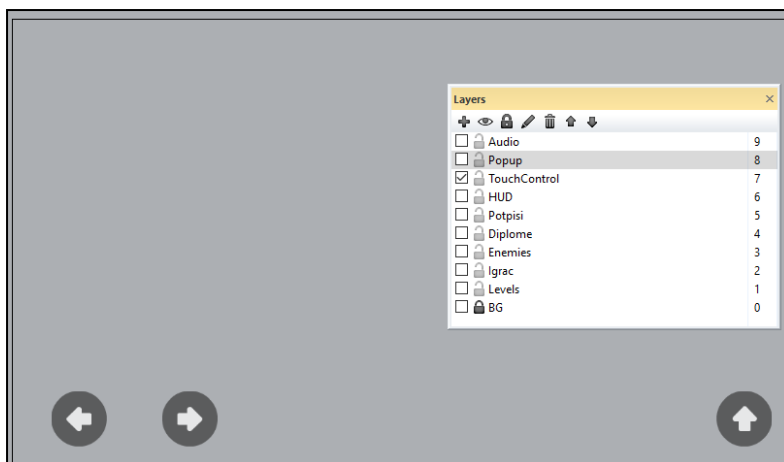 Layers
Audio 9
Popup 8
TouchControl 7
HUD 6
Potpisi 5
Diplome 4
Enemies 3
Igrac 2
Levels 1
BG 0